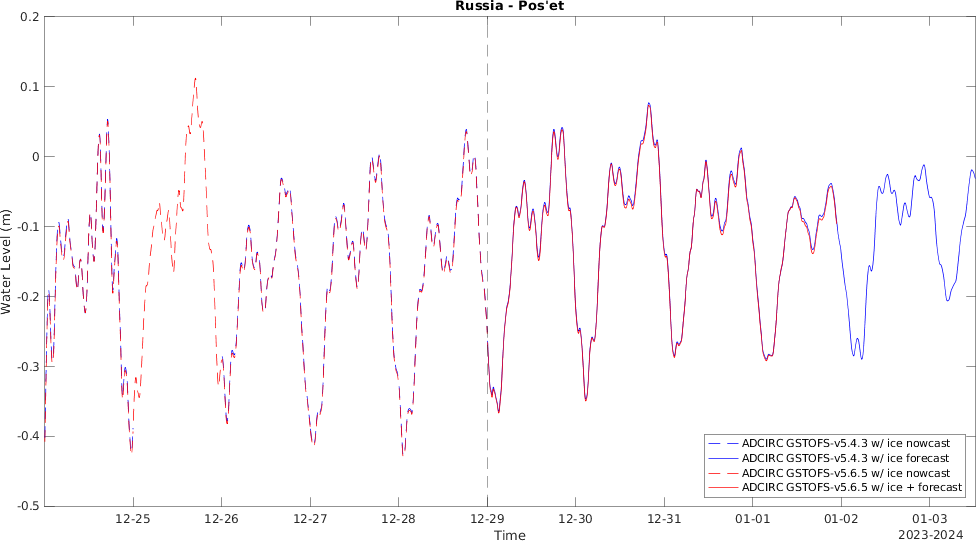 Russia - Pos'et
0.2
0.1
0
-0.1
-0.2
-0.3
-0.4
-0.5
Water Level (m)
12-25 12-26 12-27 12-28 12-29 12-30 12-31 01-01 01-02 01-03
Time
2023-2024
ADCIRC GSTOFS-v5.4.3 w/ ice nowcast
ADCIRC GSTOFS-v5.4.3 w/ ice forecast
ADCIRC GSTOFS-v5.6.5 w/ ice nowcast
ADCIRC GSTOFS-v5.6.5 w/ ice + forecast